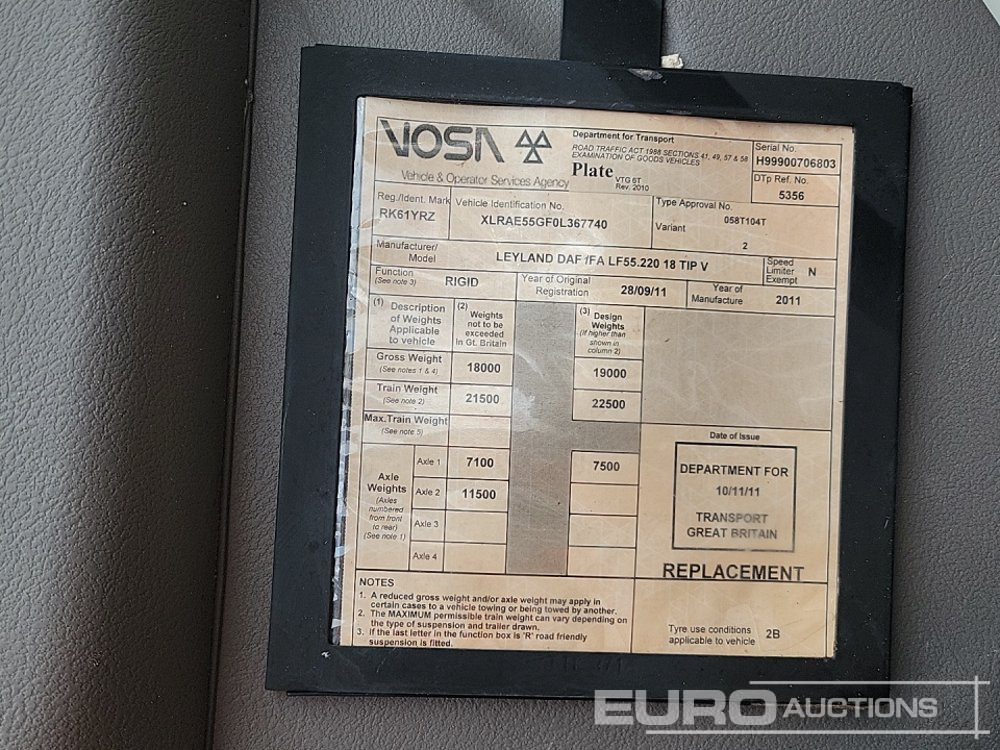 VOSA
Vehicle & Operator Services Agency
Department for Transport
ROAD TRAFFIC ACT 1988 SECTIONS 41, 49, 57 & 58
EXAMINATION OF GOODS VEHICLES
Plate VTG 6T
Rev. 2010
Serial No.
H99900706803
DTp Ref. No.
5356
Reg./Ident. Mark
RK61YRZ
Vehicle Identification No.
XLRAE55GF0L367740
Type Approval No.
058T104T
Variant
2
Manufacturer/
Model
LEYLAND DAF /FA LF55.220 18 TIP V
Speed
Limiter
Exempt
N
Function
(See note 3)
RIGID
Year of Original
Registration
28/09/11
Year of
Manufacture
2011
(1) Description
of Weights
Applicable
to vehicle
(2) Weights
not to be
exceeded
in Gt. Britain
(3) Design
Weights
(if higher than
shown in
column 2)
Gross Weight
(See notes 1 & 4)
18000
19000
Train Weight
(See note 2)
21500
22500
Max.Train Weight
(See note 5)
Axle
Weights
(Axles
numbered
from front
to rear)
(See note 1)
Axle 1
7100
7500
Axle 2
11500
Axle 3
Axle 4
Date of Issue
DEPARTMENT FOR
10/11/11
TRANSPORT
GREAT BRITAIN
REPLACEMENT
NOTES
1. A reduced gross weight and/or axle weight may apply in
certain cases to a vehicle towing or being towed by another.
2. The MAXIMUM permissible train weight can vary depending on
the type of suspension and trailer drawn.
3. If the last letter in the function box is 'R' road friendly
suspension is fitted.
Tyre use conditions
applicable to vehicle
2B
EURO AUCTIONS